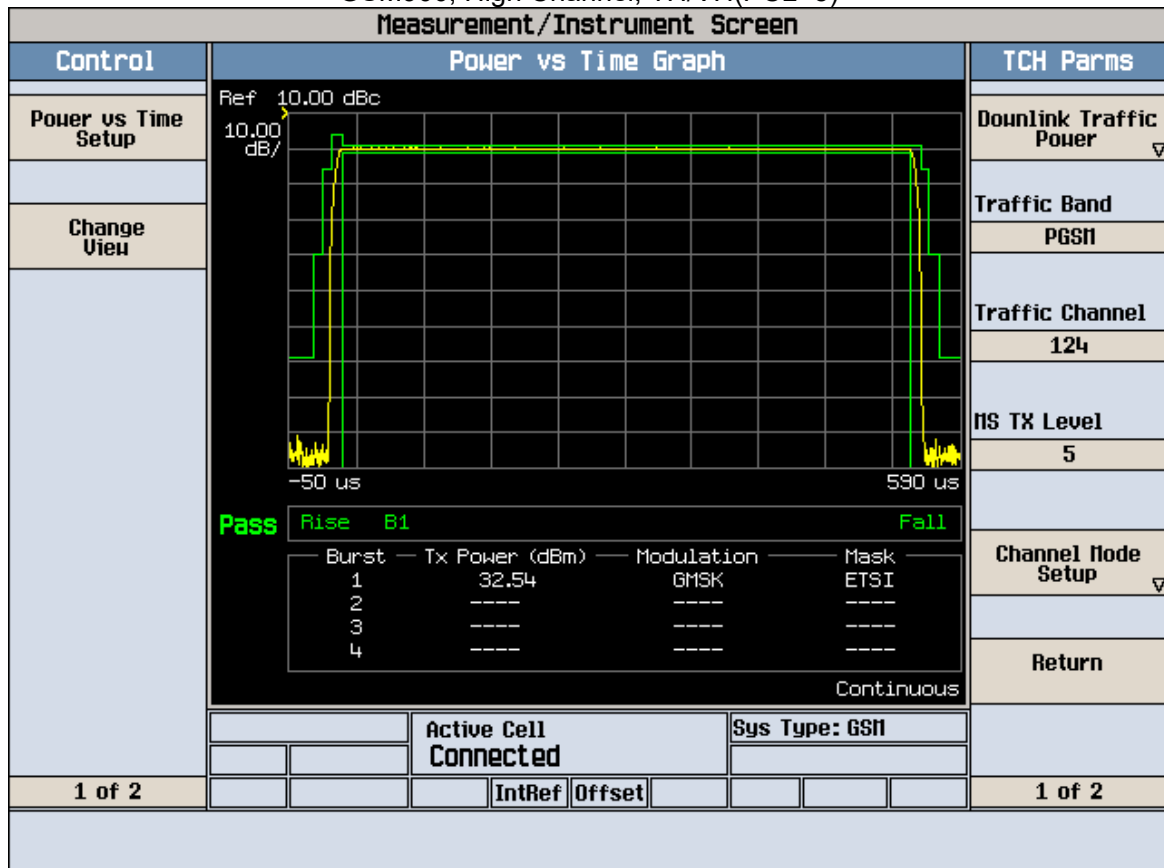 Measurement/Instrument Screen
Control
Power vs Time Graph
TCH Parms
Power vs Time
Setup
Change
View
1 of 2
Ref 10.00 dBc
10.00
dB/
-50 us
590 us
Pass
Rise B1
Fall
Burst Tx Power (dBm) Modulation Mask
1 32.54 GMSK ETSI
2 ---- ---- ----
3 ---- ---- ----
4 ---- ---- ----
Continuous
Active Cell
Connected
Sys Type: GSM
IntRef Offset
Downlink Traffic
Power
Traffic Band
PGSM
Traffic Channel
124
MS TX Level
5
Channel Mode
Setup
Return
1 of 2